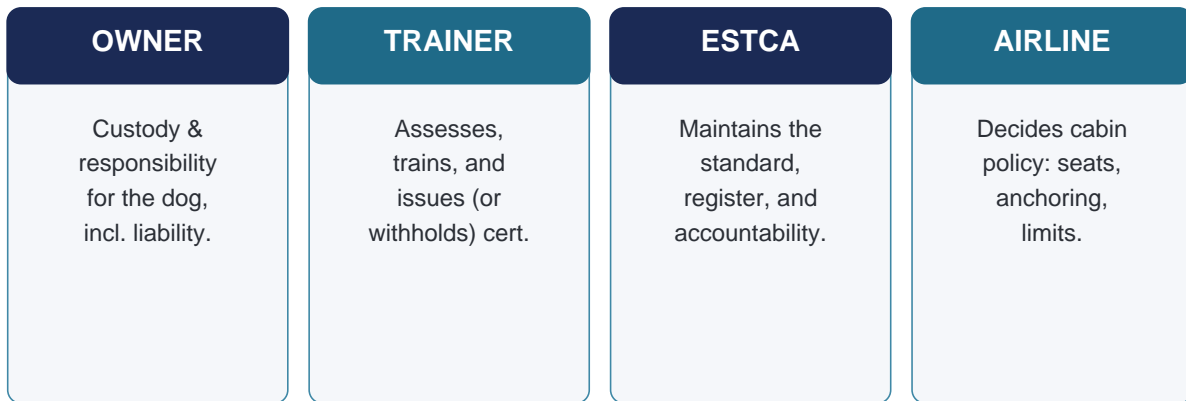 OWNER
Custody &
responsibility
for the dog,
incl. liability.
TRAINER
Assesses,
trains, and
issues (or
withholds) cert.
ESTCA
Maintains the
standard,
register, and
accountability.
AIRLINE
Decides cabin
policy: seats,
anchoring,
limits.